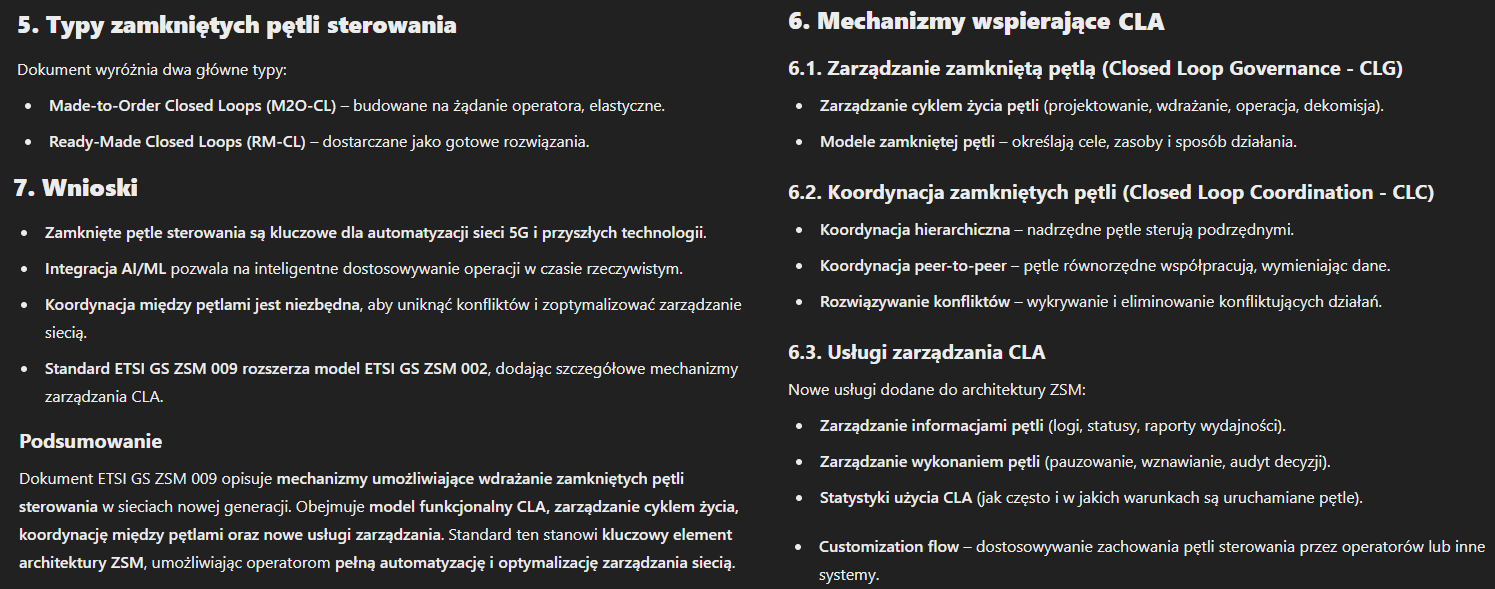 5. Typy zamkniętych pętli sterowania
Dokument wyróżnia dwa główne typy:
• Made-to-Order Closed Loops (M2O-CL) – budowane na żądanie operatora, elastyczne.
• Ready-Made Closed Loops (RM-CL) – dostarczane jako gotowe rozwiązania.
7. Wnioski
• Zamknięte pętle sterowania są kluczowe dla automatyzacji sieci 5G i przyszłych technologii.
• Integracja AI/ML pozwala na inteligentne dostosowywanie operacji w czasie rzeczywistym.
• Koordynacja między pętlami jest niezbędna, aby uniknąć konfliktów i zoptymalizować zarządzanie
siecią.
• Standard ETSI GS ZSM 009 rozszerza model ETSI GS ZSM 002, dodając szczegółowe mechanizmy
zarządzania CLA.
Podsumowanie
Dokument ETSI GS ZSM 009 opisuje mechanizmy umożliwiające wdrażanie zamkniętych pętli
sterowania w sieciach nowej generacji. Obejmuje model funkcjonalny CLA, zarządzanie cyklem życia,
koordynację między pętlami oraz nowe usługi zarządzania. Standard ten stanowi kluczowy element
architektury ZSM, umożliwiając operatorom pełną automatyzację i optymalizację zarządzania siecią.
6. Mechanizmy wspierające CLA
6.1. Zarządzanie zamkniętą pętlą (Closed Loop Governance - CLG)
• Zarządzanie cyklem życia pętli (projektowanie, wdrażanie, operacja, dekomisja).
• Modele zamkniętej pętli – określają cele, zasoby i sposób działania.
6.2. Koordynacja zamkniętych pętli (Closed Loop Coordination - CLC)
• Koordynacja hierarchiczna – nadrzędne pętle sterują podrzędnymi.
• Koordynacja peer-to-peer – pętle równorzędne współpracują, wymieniając dane.
• Rozwiązywanie konfliktów – wykrywanie i eliminowanie konfliktujących działań.
6.3. Usługi zarządzania CLA
Nowe usługi dodane do architektury ZSM:
• Zarządzanie informacjami pętli (logi, statusy, raporty wydajności).
• Zarządzanie wykonaniem pętli (pauzowanie, wznawianie, audyt decyzji).
• Statystyki użycia CLA (jak często i w jakich warunkach są uruchamiane pętle).
• Customization flow – dostosowywanie zachowania pętli sterowania przez operatorów lub inne
systemy.